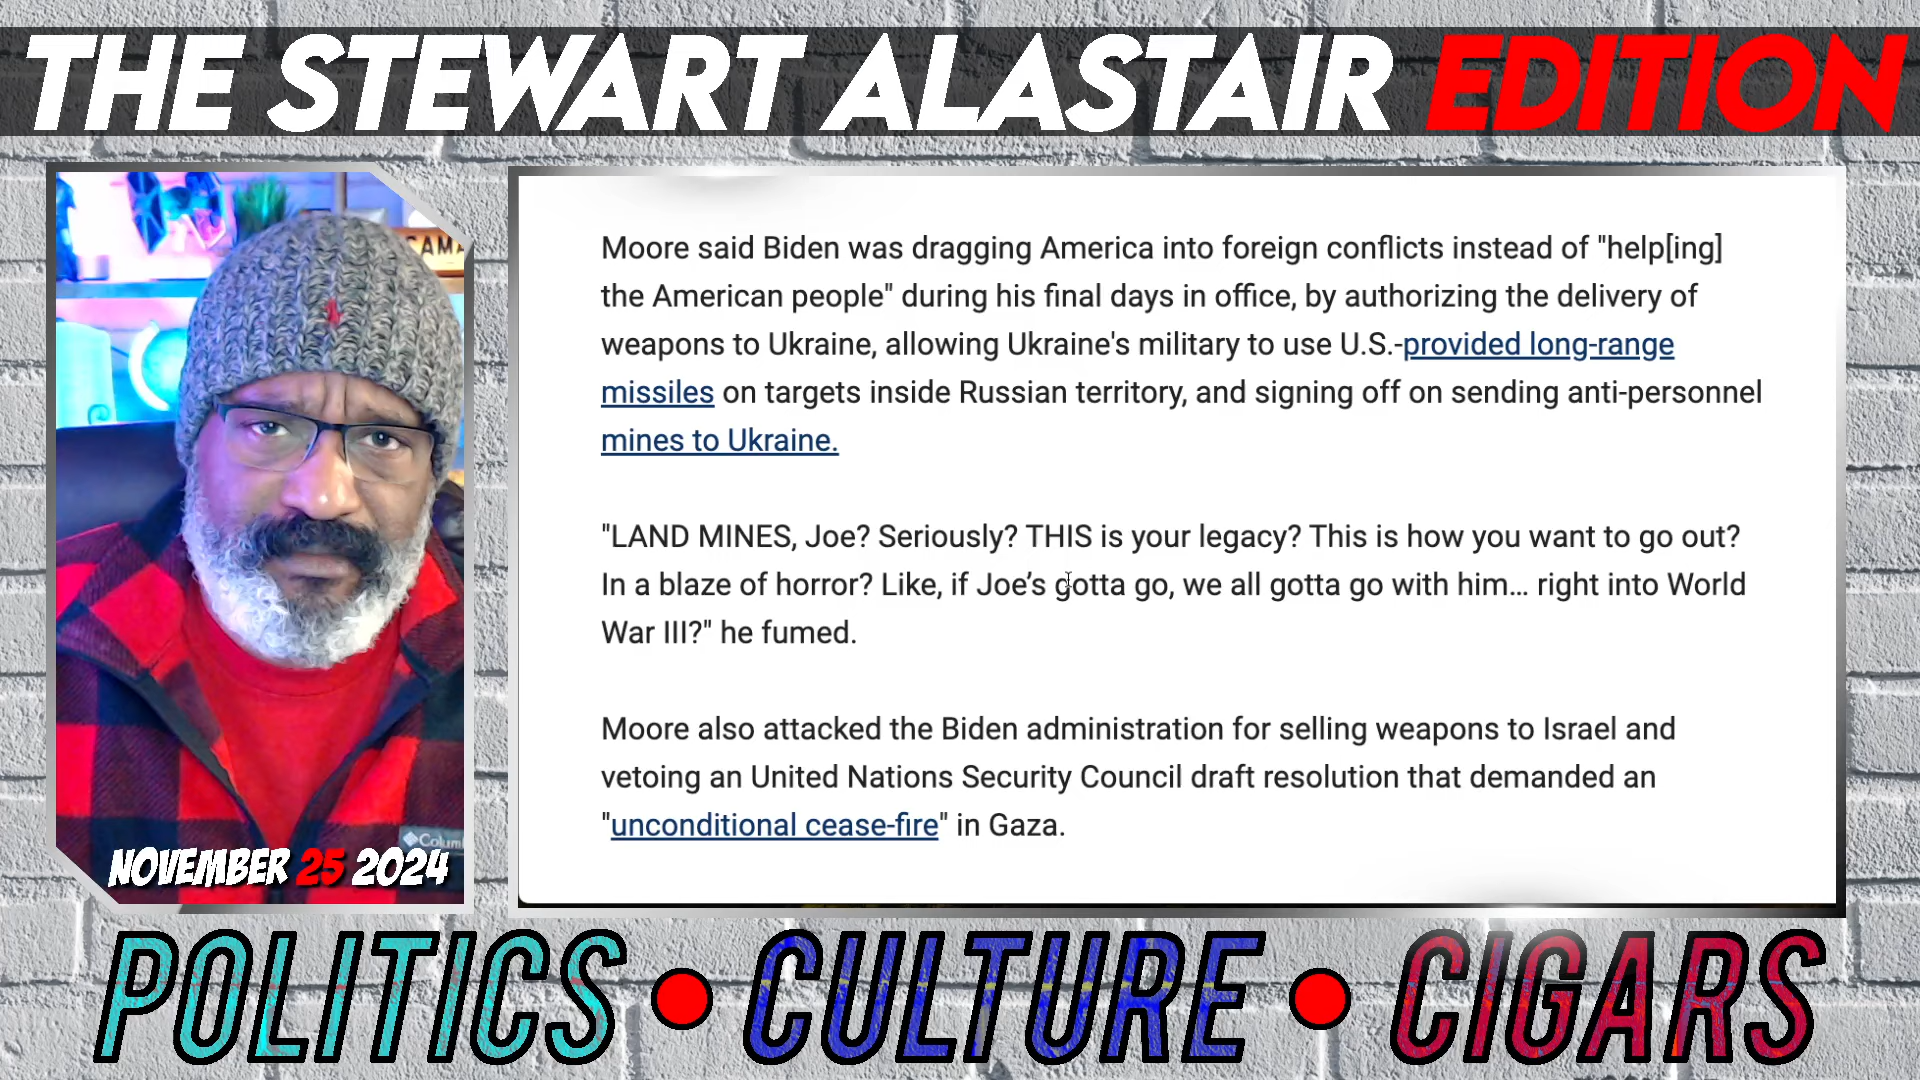 THE STEWART ALASTAIR EDITION
CAMA
Moore said Biden was dragging America into foreign conflicts instead of "help[ing]
the American people" during his final days in office, by authorizing the delivery of
weapons to Ukraine, allowing Ukraine's military to use U.S.-provided long-range
missiles on targets inside Russian territory, and signing off on sending anti-personnel
mines to Ukraine.
"LAND MINES, Joe? Seriously? THIS is your legacy? This is how you want to go out?
In a blaze of horror? Like, if Joe’s gotta go, we all gotta go with him… right into World
War III?" he fumed.
Moore also attacked the Biden administration for selling weapons to Israel and
vetoing an United Nations Security Council draft resolution that demanded an
"unconditional cease-fire" in Gaza.
Colum
NOVEMBER 25 2024
POLITICS • CULTURE • CIGARS